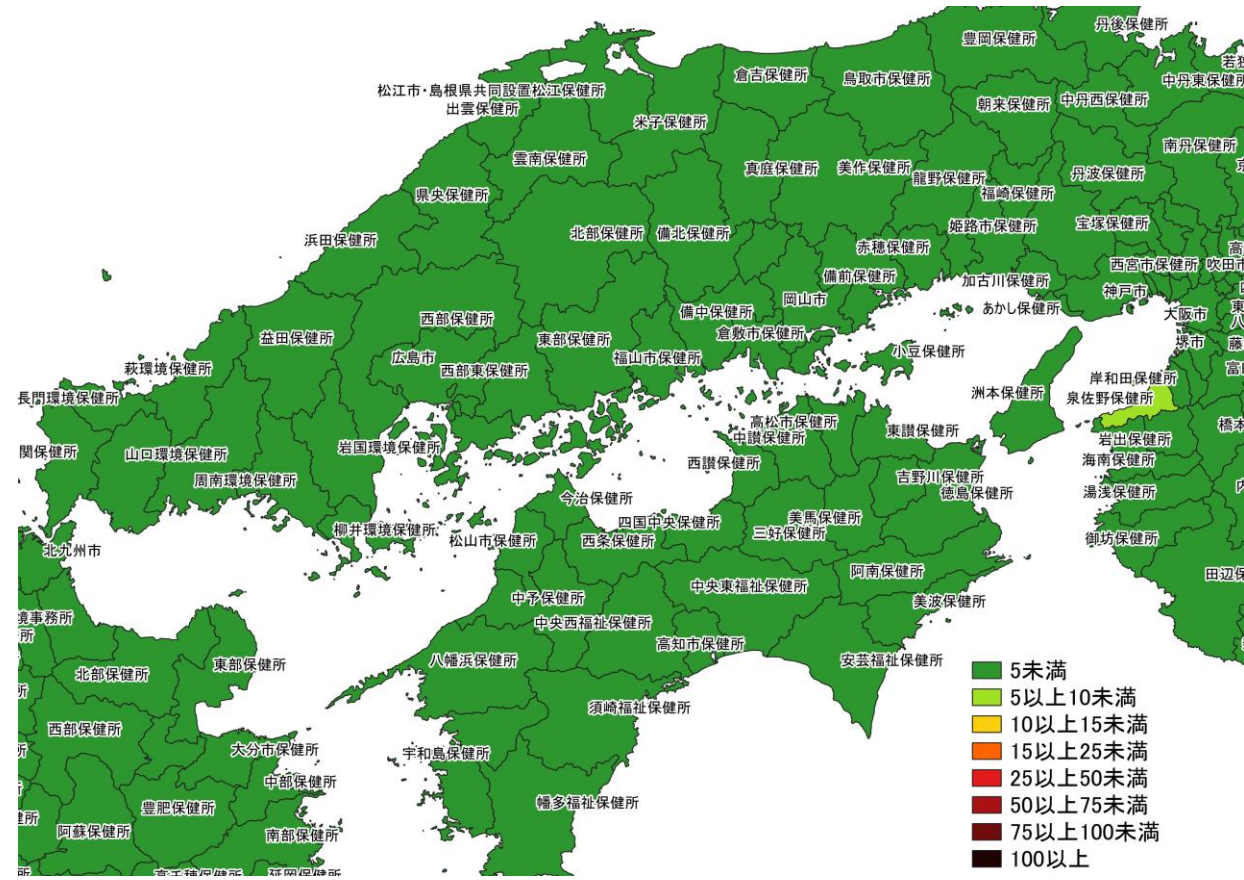 丹後保健所
豊岡保健所
若狭
倉吉保健所
鳥取市保健所
中丹東保健所
松江市・島根県共同設置松江保健所
朝来保健所
中丹西保健所
出雲保健所
米子保健所
南丹保健所
雲南保健所
真庭保健所
美作保健所
龍野保健所
丹波保健所
県央保健所
福崎保健所
浜田保健所
北部保健所
備北保健所
姫路市保健所
宝塚保健所
赤穂保健所
西宮市保健所
吹田市
備前保健所
加古川保健所
神戸市
岡山市
あかし保健所
備中保健所
大阪市
西部保健所
倉敷市保健所
益田保健所
東部保健所
堺市
小豆保健所
広島市
福山市保健所
萩環境保健所
西部東保健所
岸和田保健所
長門環境保健所
洲本保健所
泉佐野保健所
高松市保健所
東讃保健所
中讃保健所
岩出保健所
橋本
岩国環境保健所
関保健所
山口環境保健所
西讃保健所
海南保健所
周南環境保健所
吉野川保健所
徳島保健所
湯浅保健所
今治保健所
四国中央保健所
美馬保健所
柳井環境保健所
松山市保健所
西条保健所
三好保健所
御坊保健所
北九州市
阿南保健所
田辺保
中央東福祉保健所
中予保健所
美波保健所
境事務所
中央西福祉保健所
高知市保健所
東部保健所
八幡浜保健所
安芸福祉保健所
北部保健所
須崎福祉保健所
西部保健所
大分市保健所
宇和島保健所
中部保健所
豊肥保健所
幡多福祉保健所
阿蘇保健所
南部保健所
高千穂保健所
延岡保健所
5未満
5以上10未満
10以上15未満
15以上25未満
25以上50未満
50以上75未満
75以上100未満
100以上